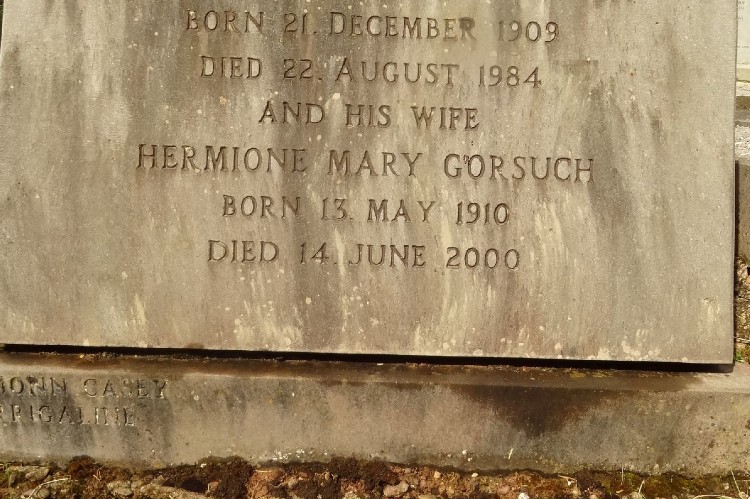 BORN 21. DECEMBER 1909
DIED 22. AUGUST 1984
AND HIS WIFE
HERMIONE MARY GORSUCH
BORN 13. MAY 1910
DIED 14. JUNE 2000
CASEY